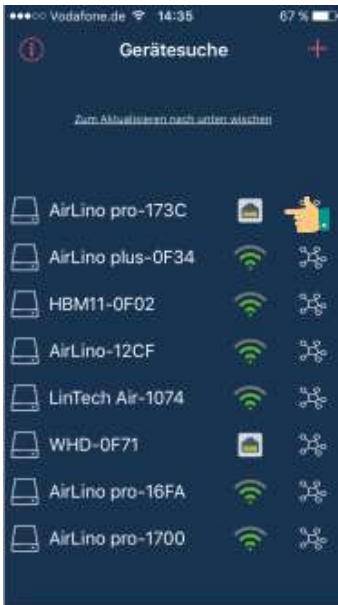 Vodafone.de 14:35 67 %
Gerätesuche
Zum Aktualisieren nach unten wischen
AirLino pro-173C
AirLino plus-0F34
HBM11-0F02
AirLino-12CF
LinTech Air-1074
WHD-0F71
AirLino pro-16FA
AirLino pro-1700